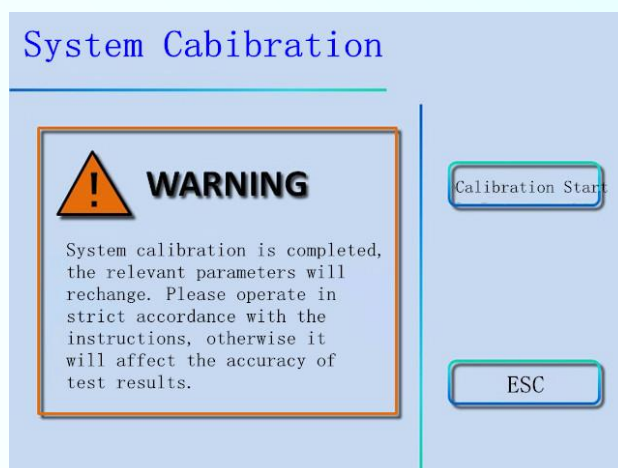 System Cabibration
WARNING
System calibration is completed,
the relevant parameters will
rechange. Please operate in
strict accordance with the
instructions, otherwise it
will affect the accuracy of
test results.
Calibration Start
ESC